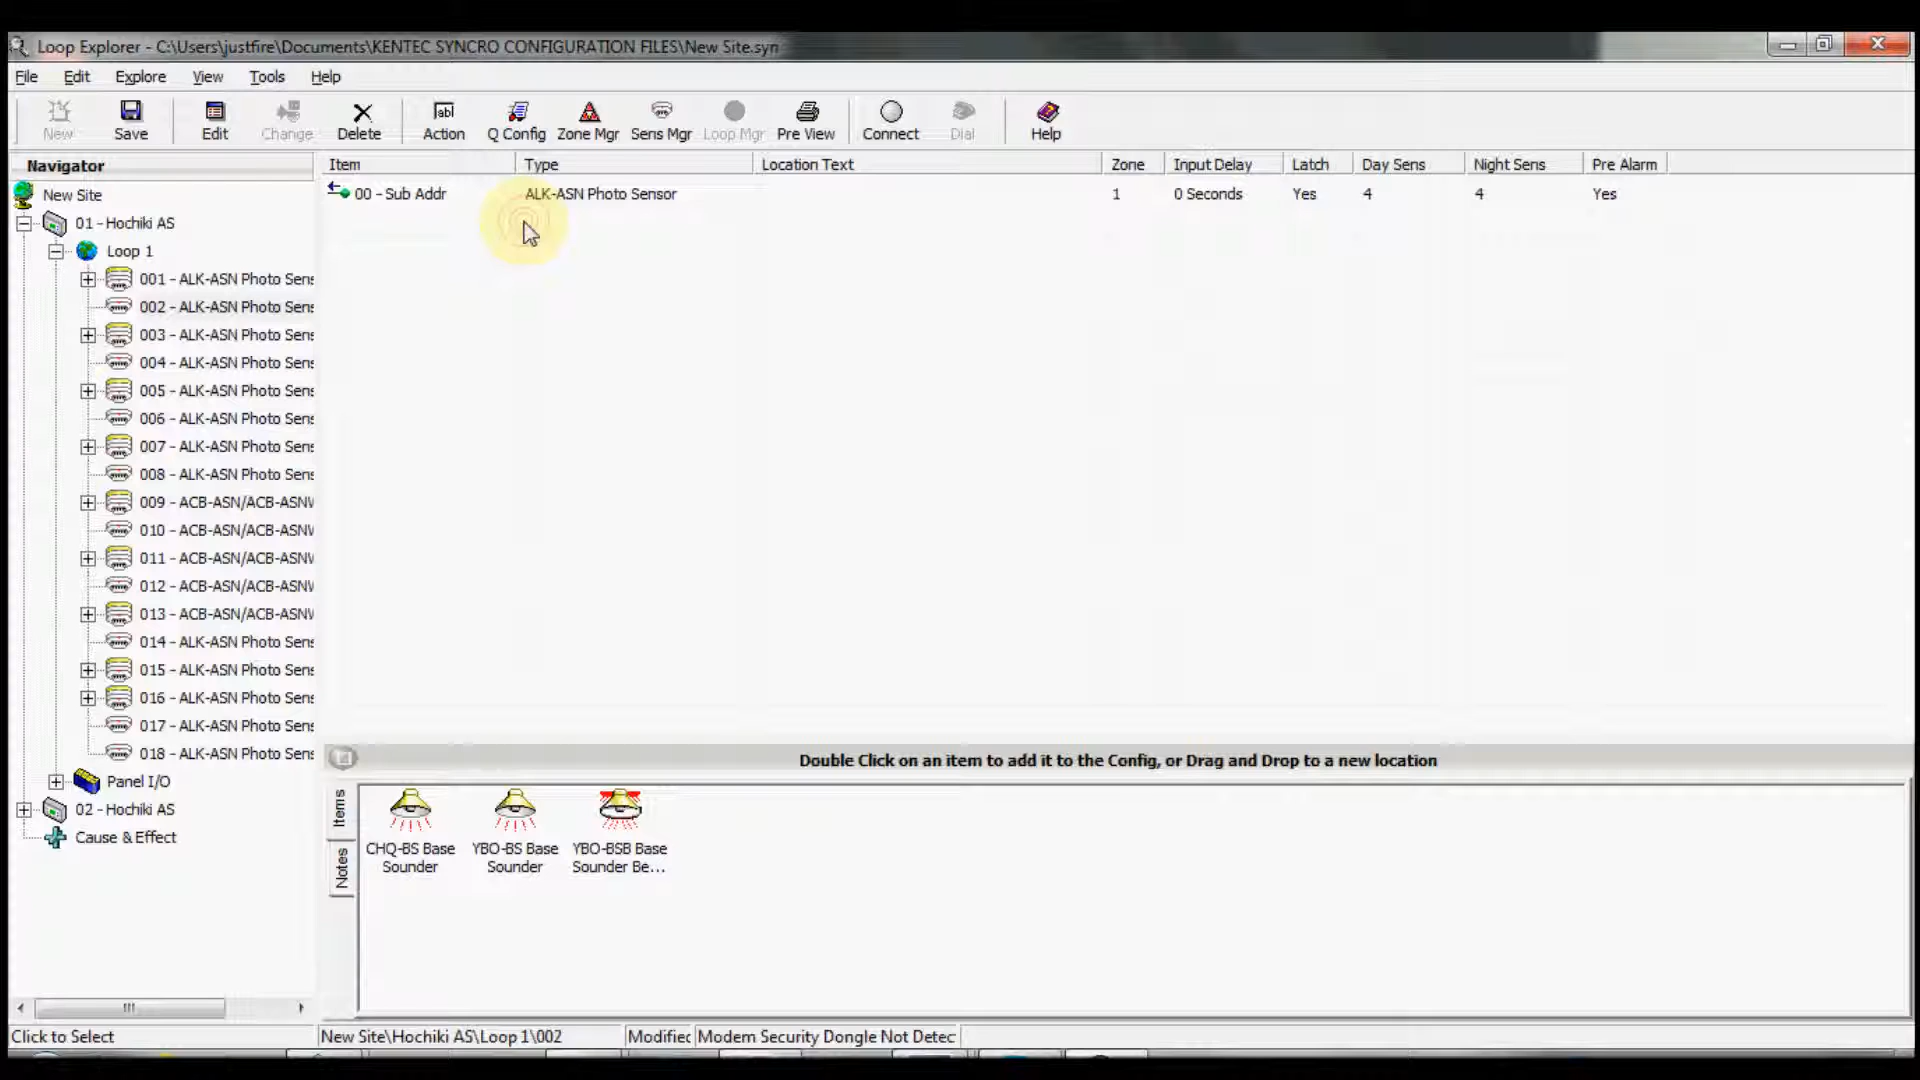 Loop Explorer - C:\Users\justfire\Documents\KENTEC SYNCRO CONFIGURATION FILES\New Site.syn
File Edit Explore View Tools Help
New Save Edit Change Delete Action Q Config Zone Mgr Sens Mgr Loop Mgr Pre View Connect Dial Help
Navigator
Item Type Location Text Zone Input Delay Latch Day Sens Night Sens Pre Alarm
00 - Sub Addr ALK-ASN Photo Sensor 1 0 Seconds Yes 4 4 Yes
New Site
01 - Hochiki AS
Loop 1
001 - ALK-ASN Photo Sens
002 - ALK-ASN Photo Sens
003 - ALK-ASN Photo Sens
004 - ALK-ASN Photo Sens
005 - ALK-ASN Photo Sens
006 - ALK-ASN Photo Sens
007 - ALK-ASN Photo Sens
008 - ALK-ASN Photo Sens
009 - ACB-ASN/ACB-ASNW
010 - ACB-ASN/ACB-ASNW
011 - ACB-ASN/ACB-ASNW
012 - ACB-ASN/ACB-ASNW
013 - ACB-ASN/ACB-ASNW
014 - ALK-ASN Photo Sens
015 - ALK-ASN Photo Sens
016 - ALK-ASN Photo Sens
017 - ALK-ASN Photo Sens
018 - ALK-ASN Photo Sens
Panel I/O
02 - Hochiki AS
Cause & Effect
Double Click on an item to add it to the Config, or Drag and Drop to a new location
Items
Notes
CHQ-BS Base
Sounder
YBO-BS Base
Sounder
YBO-BSB Base
Sounder Be...
Click to Select
New Site\Hochiki AS\Loop 1\002
Modified
Modem Security Dongle Not Detec